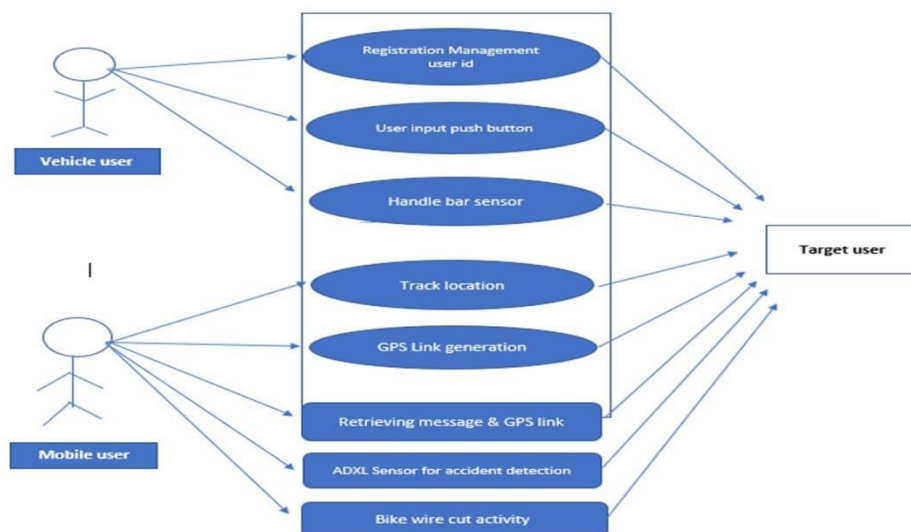 Registration Management
user id
User input push button
Vehicle user
Handle bar sensor
Target user
Track location
GPS Link generation
Retrieving message & GPS link
Mobile user
ADXL Sensor for accident detection
Bike wire cut activity